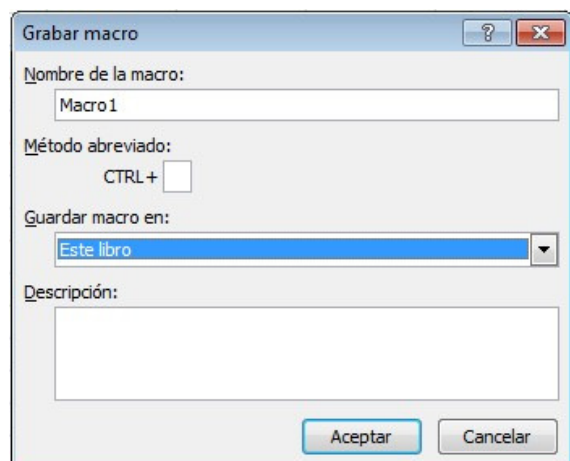 Grabar macro
Nombre de la macro:
Macro1
Método abreviado:
CTRL+
Guardar macro en:
Este libro
Descripción:
Aceptar Cancelar